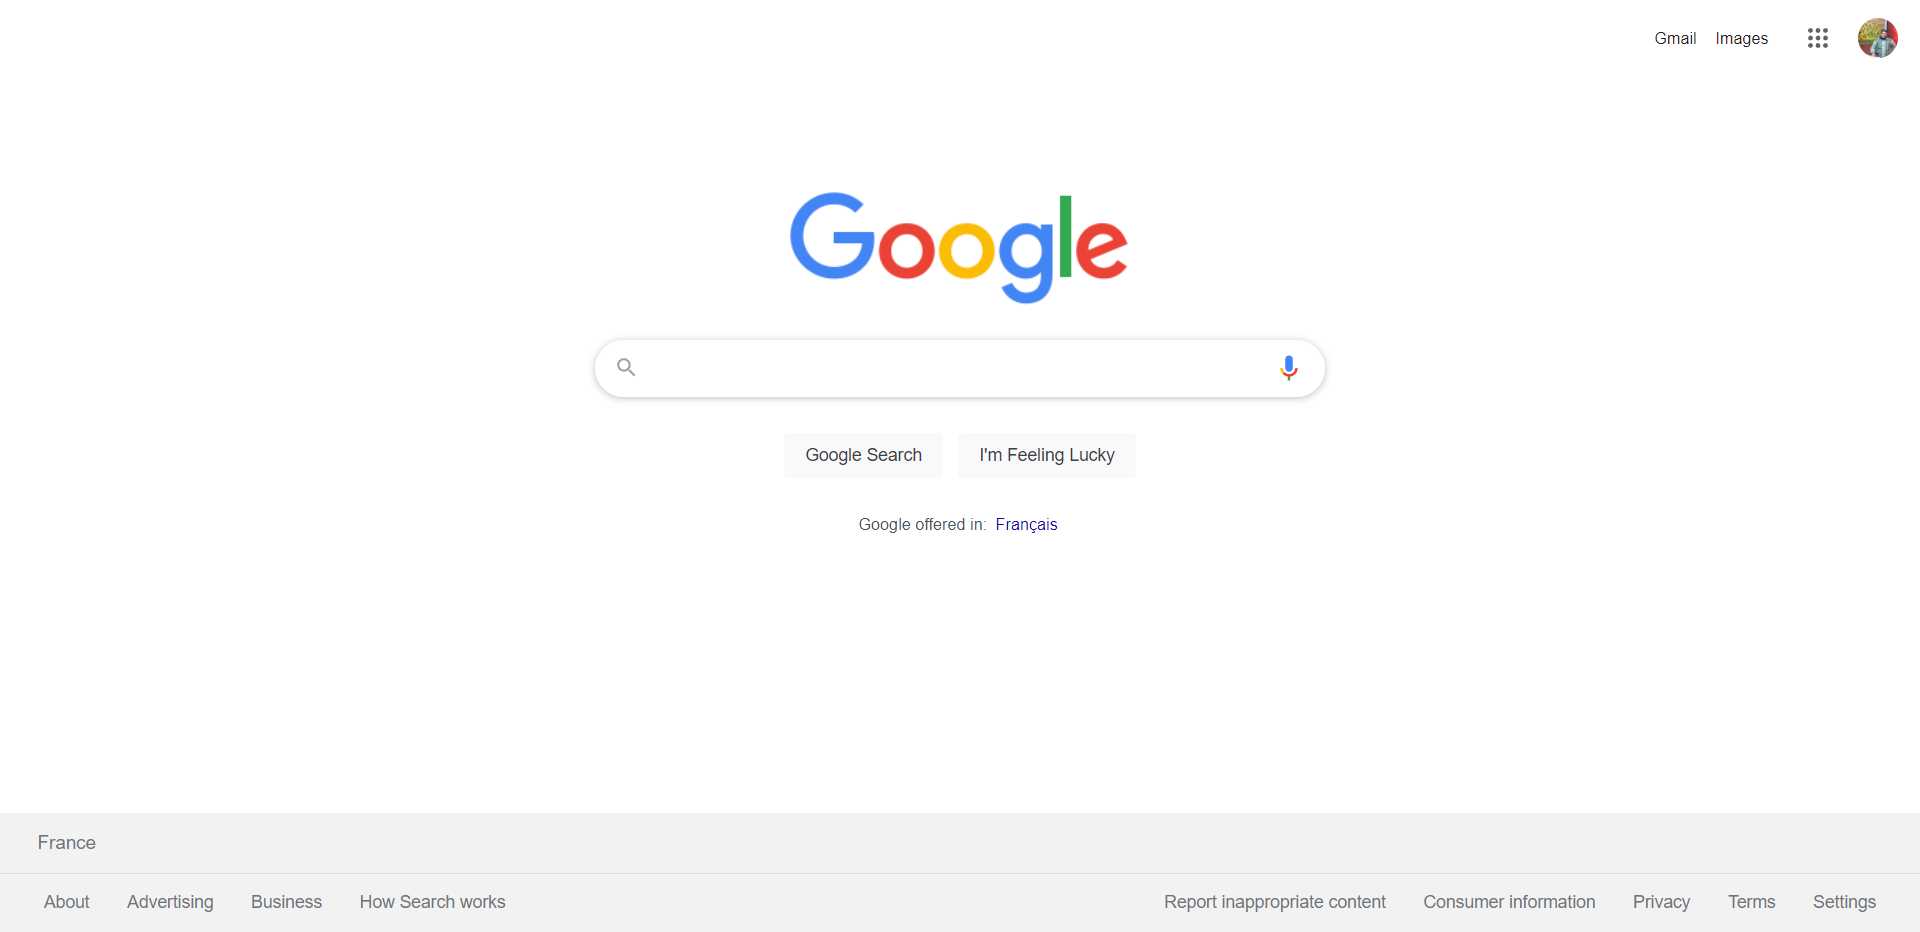 Gmail Images
Google
Google Search I'm Feeling Lucky
Google offered in: Français
France
About Advertising Business How Search works Report inappropriate content Consumer information Privacy Terms Settings